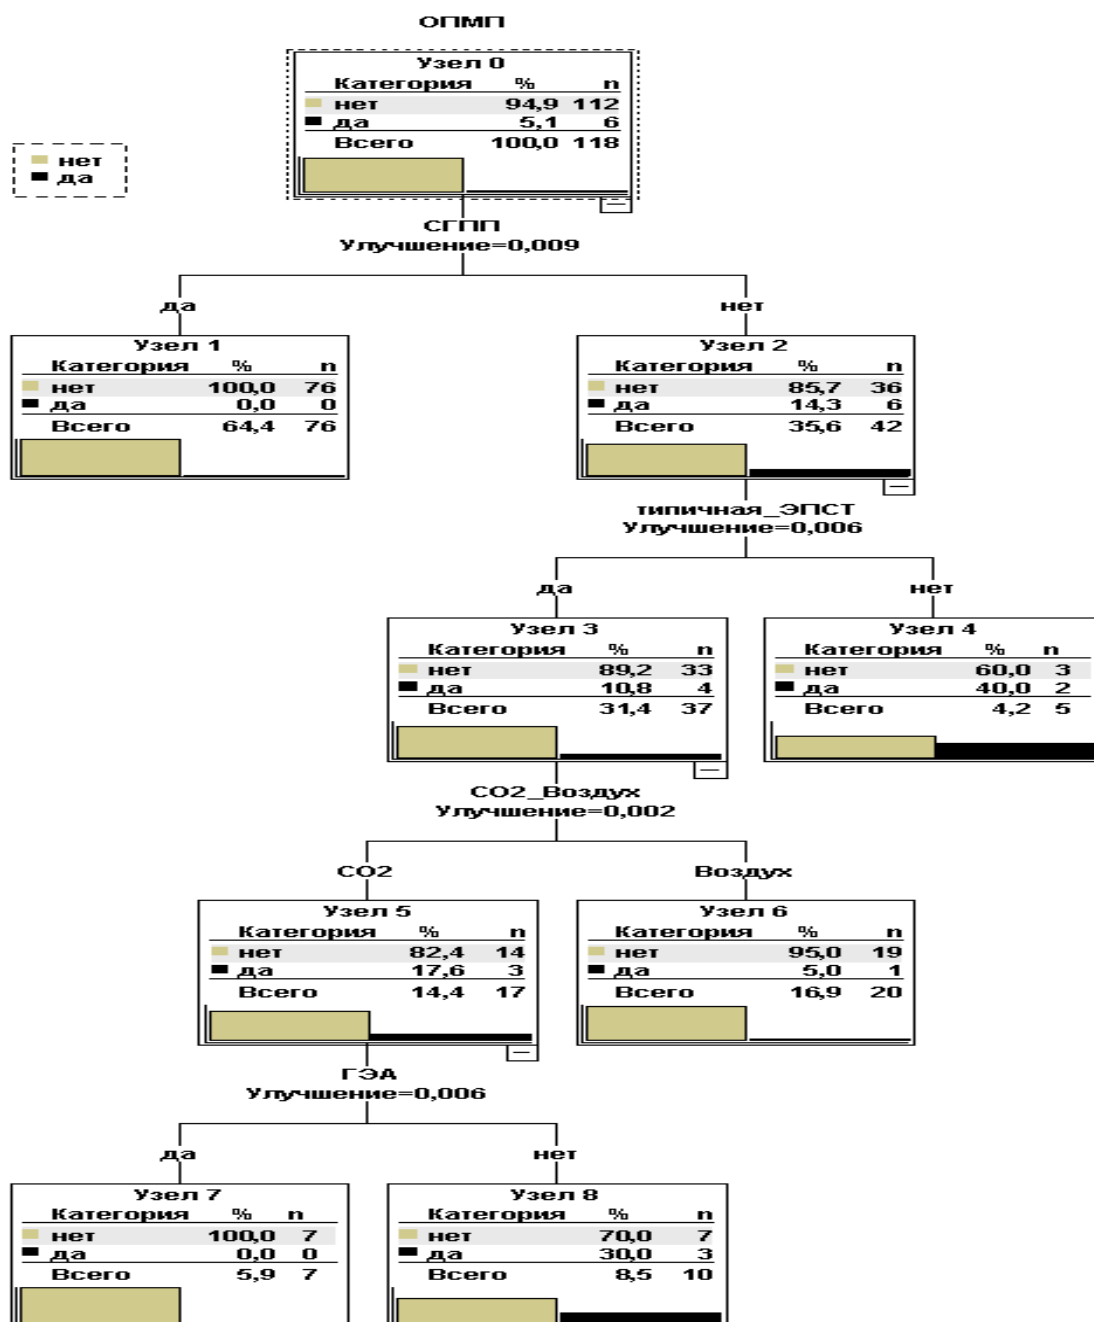 ОПМП
Узел 0
Категория % n
нет 94,9 112
да 5,1 6
Всего 100,0 118
нет
да
СГПП
Улучшение=0,009
да нет
Узел 1
Категория % n
нет 100,0 76
да 0,0 0
Всего 64,4 76
Узел 2
Категория % n
нет 85,7 36
да 14,3 6
Всего 35,6 42
типичная_ЭПСТ
Улучшение=0,006
да нет
Узел 3
Категория % n
нет 89,2 33
да 10,8 4
Всего 31,4 37
Узел 4
Категория % n
нет 60,0 3
да 40,0 2
Всего 4,2 5
СО2_Воздух
Улучшение=0,002
СО2 Воздух
Узел 5
Категория % n
нет 82,4 14
да 17,6 3
Всего 14,4 17
Узел 6
Категория % n
нет 95,0 19
да 5,0 1
Всего 16,9 20
ГЭА
Улучшение=0,006
да нет
Узел 7
Категория % n
нет 100,0 7
да 0,0 0
Всего 5,9 7
Узел 8
Категория % n
нет 70,0 7
да 30,0 3
Всего 8,5 10